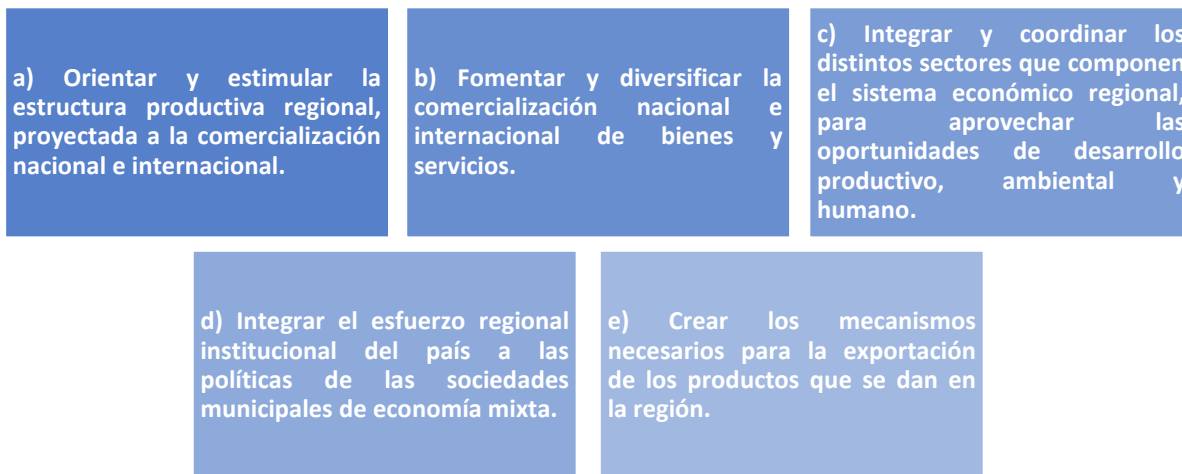 a) Orientar y estimular la
estructura productiva regional,
proyectada a la comercialización
nacional e internacional.
b) Fomentar y diversificar la
comercialización nacional e
internacional de bienes y
servicios.
c) Integrar y coordinar los
distintos sectores que componen
el sistema económico regional,
para aprovechar las
oportunidades de desarrollo
productivo, ambiental y
humano.
d) Integrar el esfuerzo regional
institucional del país a las
políticas de las sociedades
municipales de economía mixta.
e) Crear los mecanismos
necesarios para la exportación
de los productos que se dan en
la región.